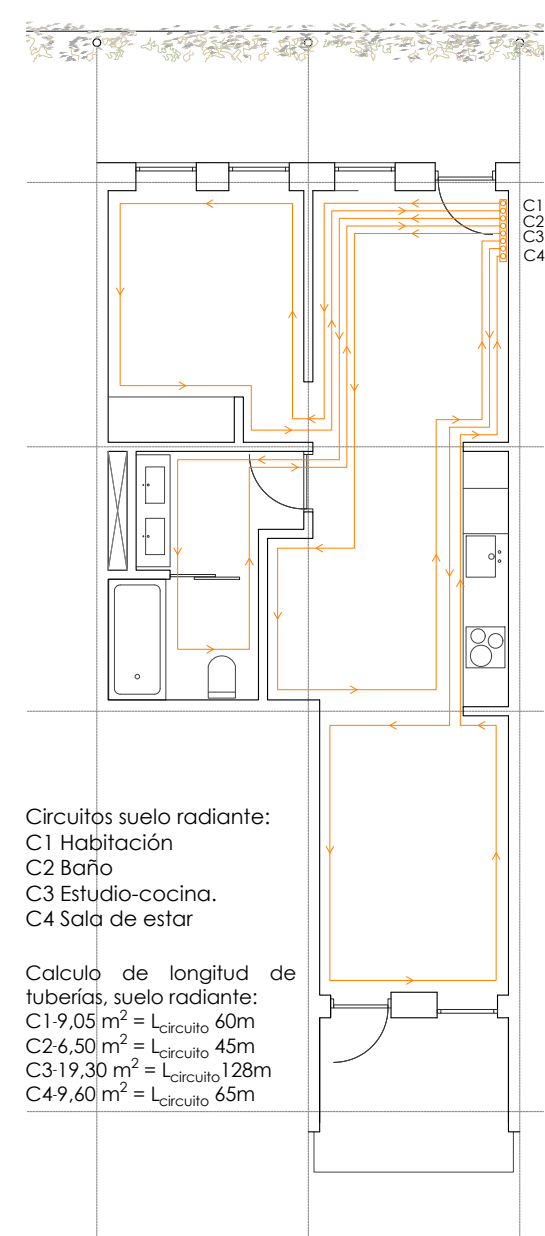 C1
C2
C3
C4
Circuitos suelo radiante:
C1 Habitación
C2 Baño
C3 Estudio-cocina.
C4 Sala de estar
Calculo de longitud de
tuberías, suelo radiante:
C1-9,05 m² = Lcircuito 60m
C2-6,50 m² = Lcircuito 45m
C3-19,30 m² = Lcircuito128m
C4-9,60 m² = Lcircuito 65m